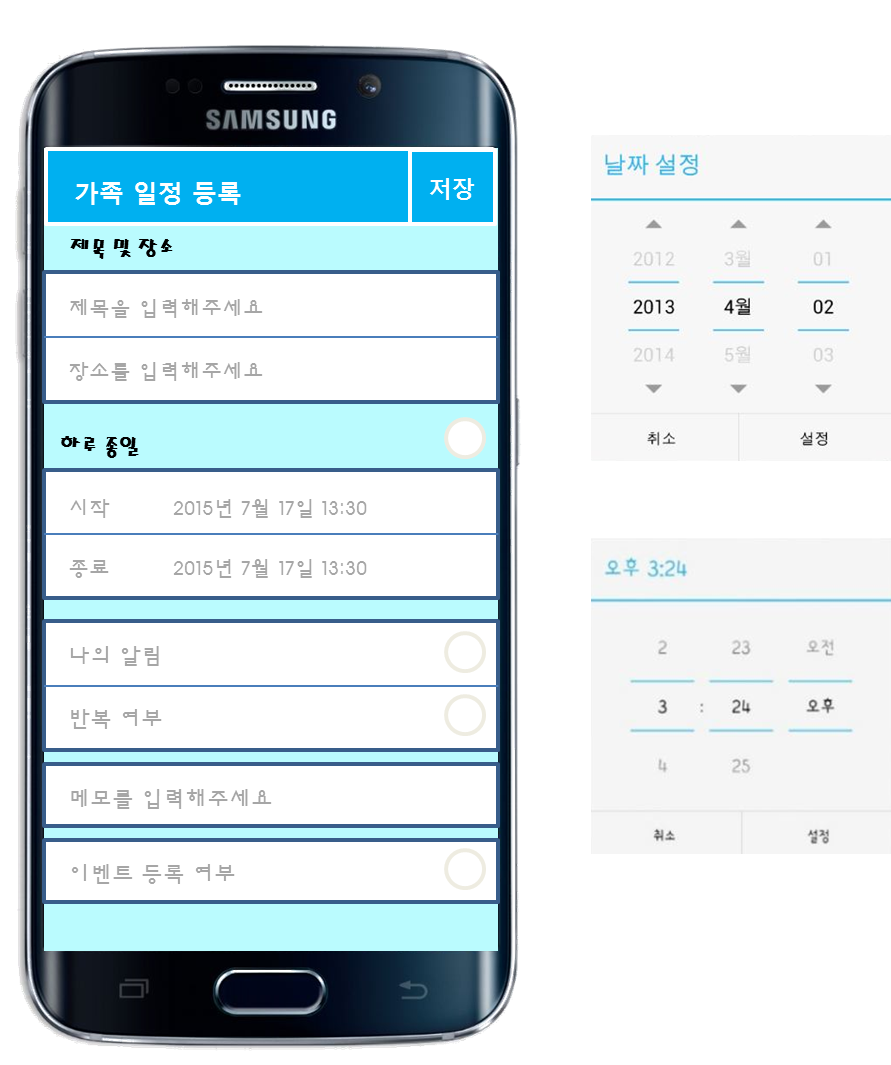 SAMSUNG
가족 일정 등록
저장
제목 및 장소
제목을 입력해주세요
장소를 입력해주세요
하루 종일
시작 2015년 7월 17일 13:30
종료 2015년 7월 17일 13:30
나의 알림
반복 여부
메모를 입력해주세요
이벤트 등록 여부
날짜 설정
2012 3월 01
2013 4월 02
2014 5월 03
취소 설정
오후 3:24
2 23 오전
3 : 24 오후
4 25
취소 설정